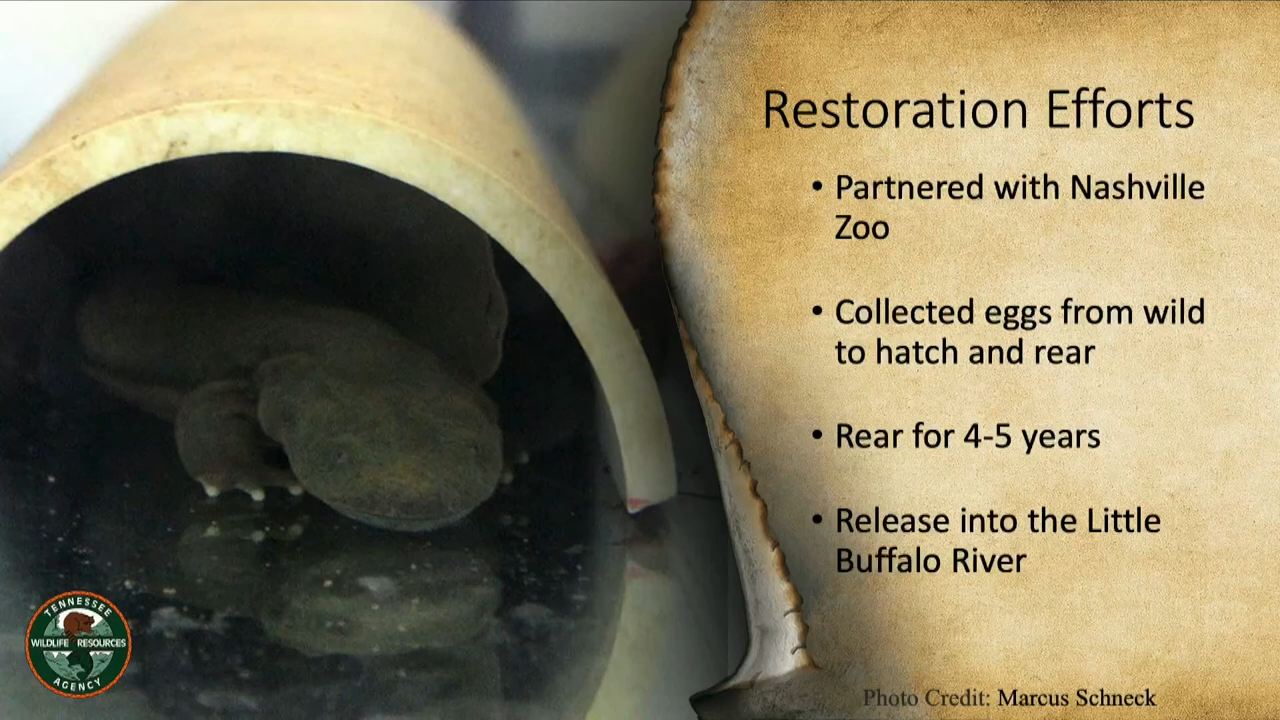 Restoration Efforts
• Partnered with Nashville
Zoo
• Collected eggs from wild
to hatch and rear
• Rear for 4-5 years
• Release into the Little
Buffalo River
TENNESSEE
WILDLIFE RESOURCES
AGENCY
Photo Credit: Marcus Schneck